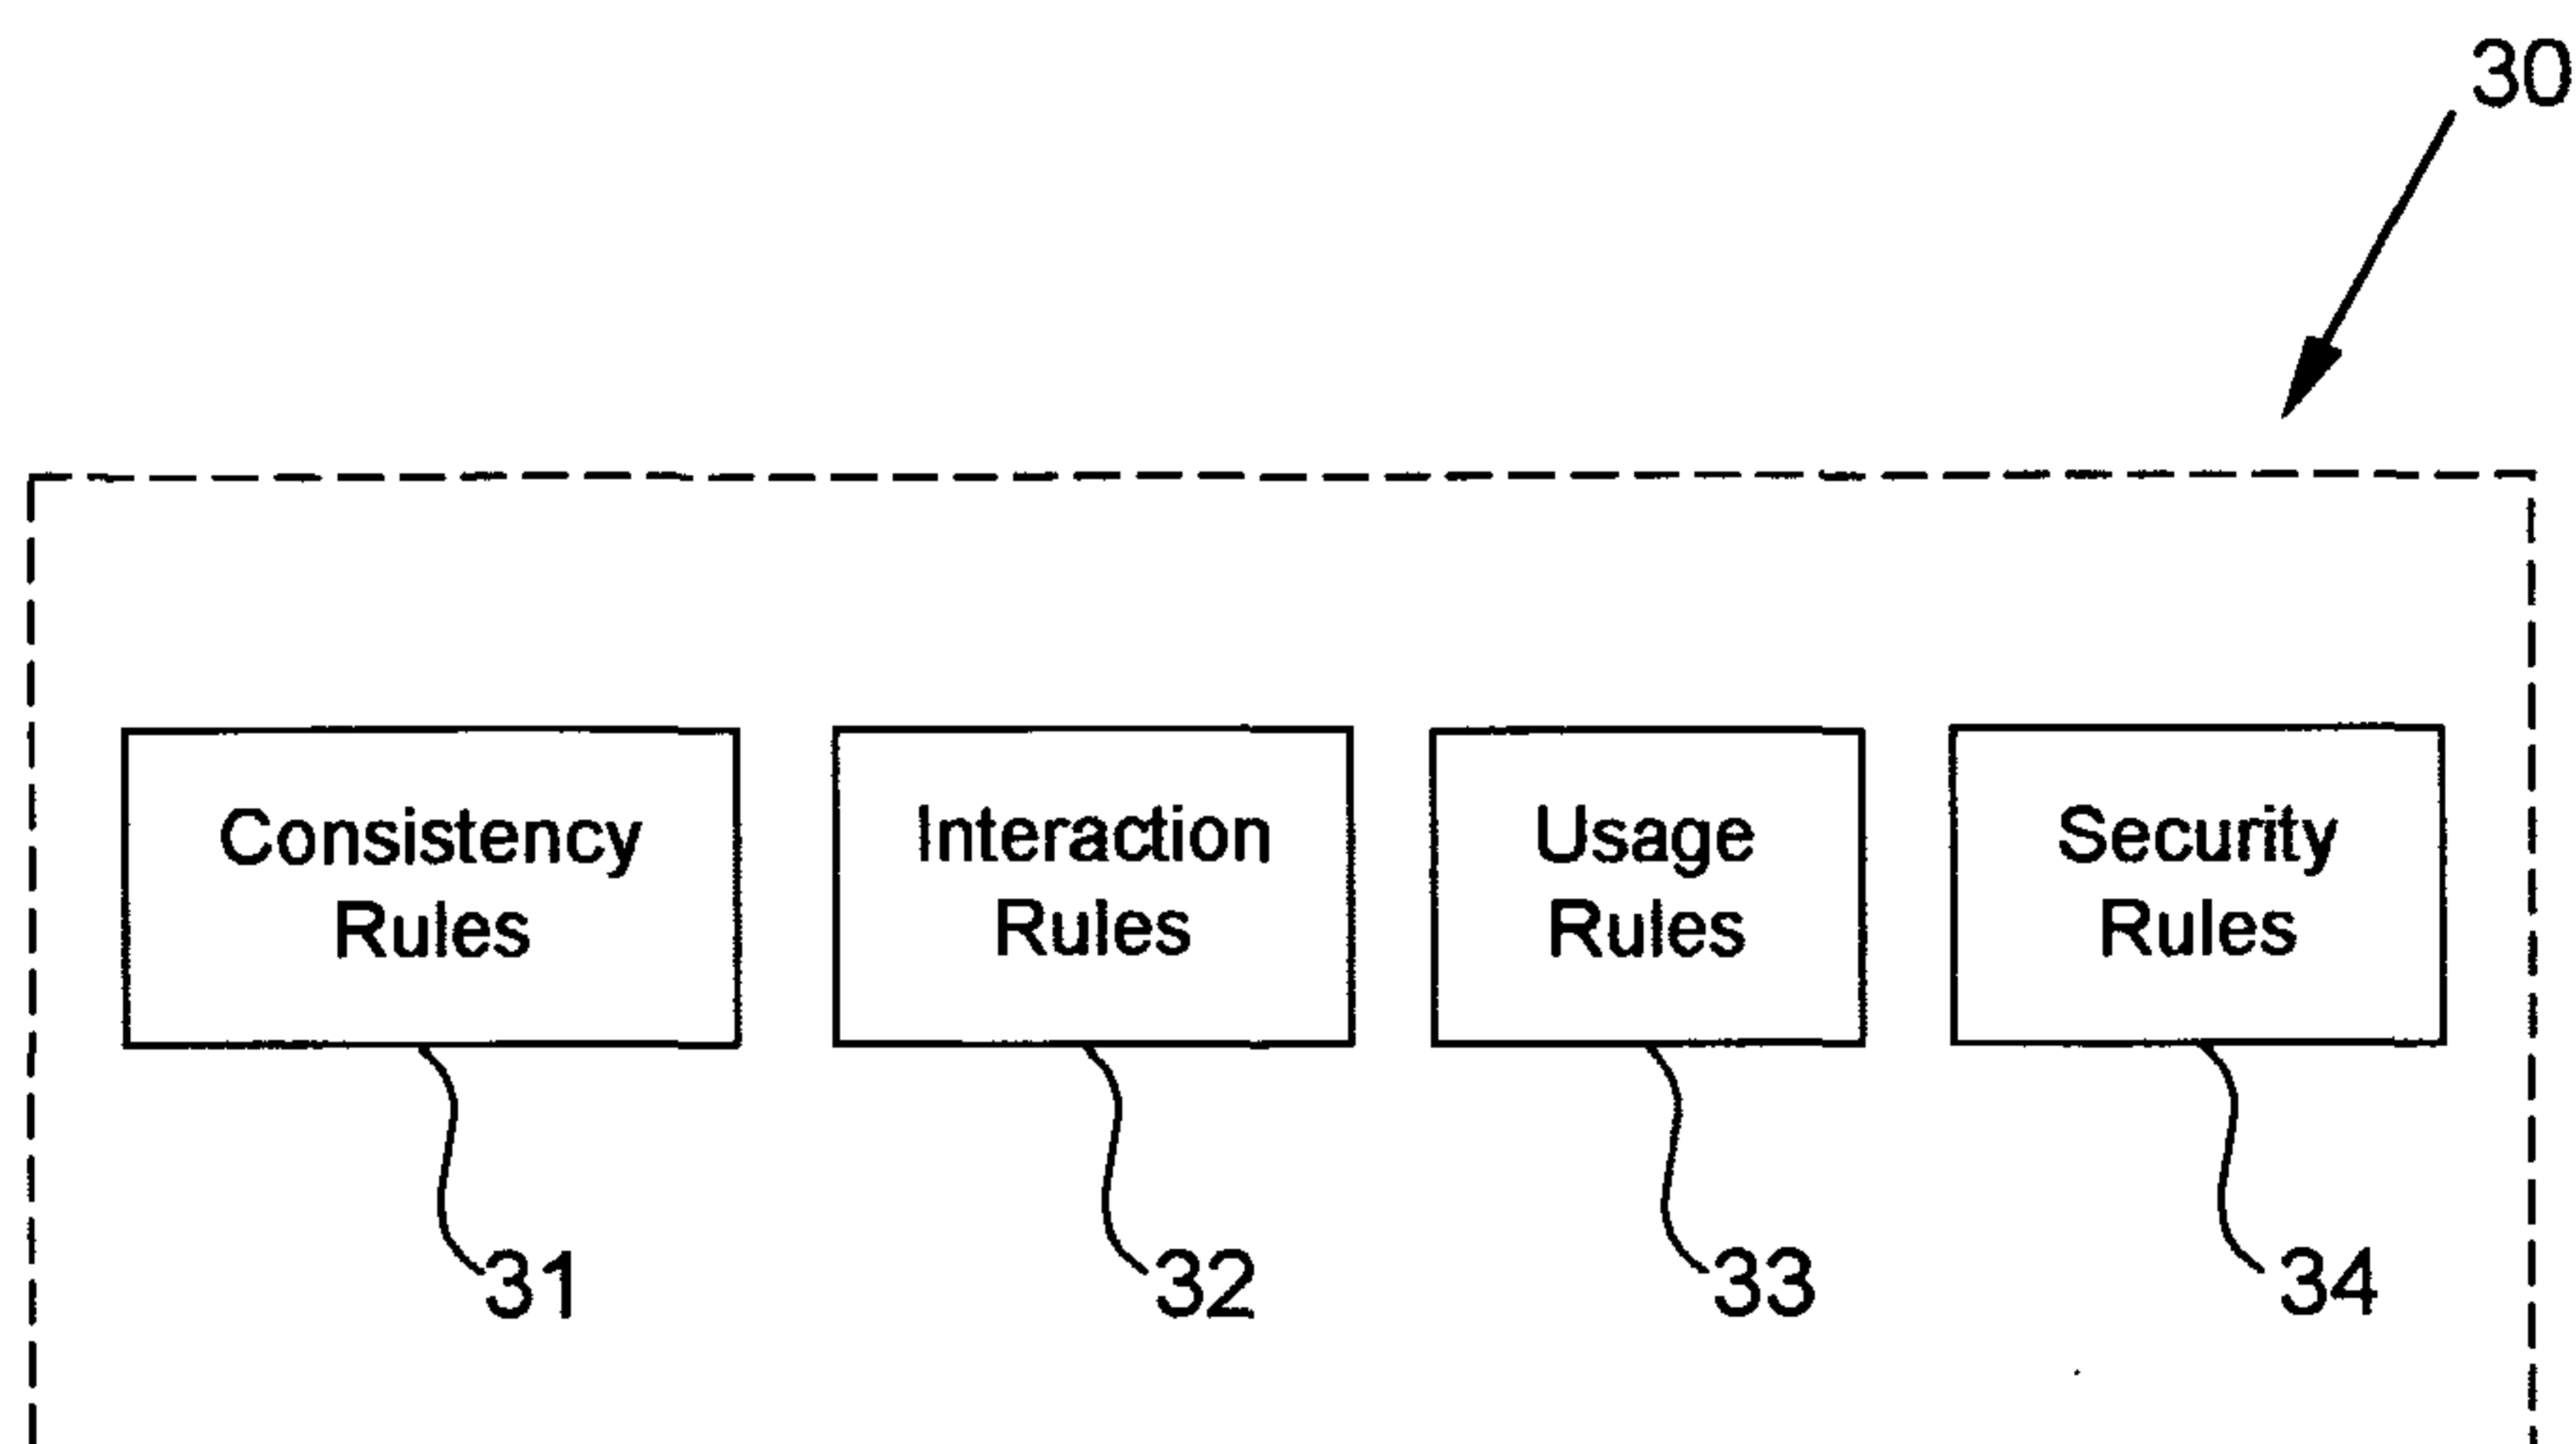 30
Consistency
Rules
Interaction
Rules
Usage
Rules
Security
Rules
31
32
33
34